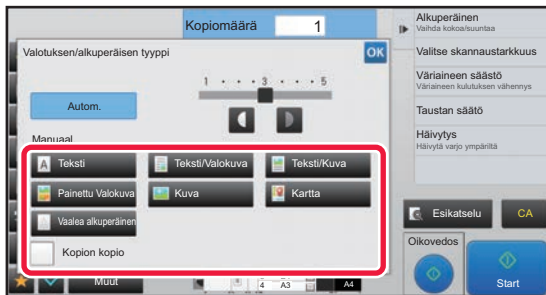 Kopiomäärä 1
Valotuksen/alkuperäisen tyyppi
OK
1 · · · 3 · · · 5
Autom.
Manuaal
Teksti
Teksti/Valokuva
Teksti/Kuva
Painettu Valokuva
Kuva
Kartta
Vaalea alkuperäinen
Kopion kopio
Muut
4 A3
A4
Alkuperäinen
Vaihda kokoa/suuntaa
Valitse skannaustarkkuus
Väriaineen säästö
Väriaineen kulutuksen vähennys
Taustan säätö
Häivytys
Häivytä varjo ympäriltä
Esikatselu
CA
Oikovedos
Start